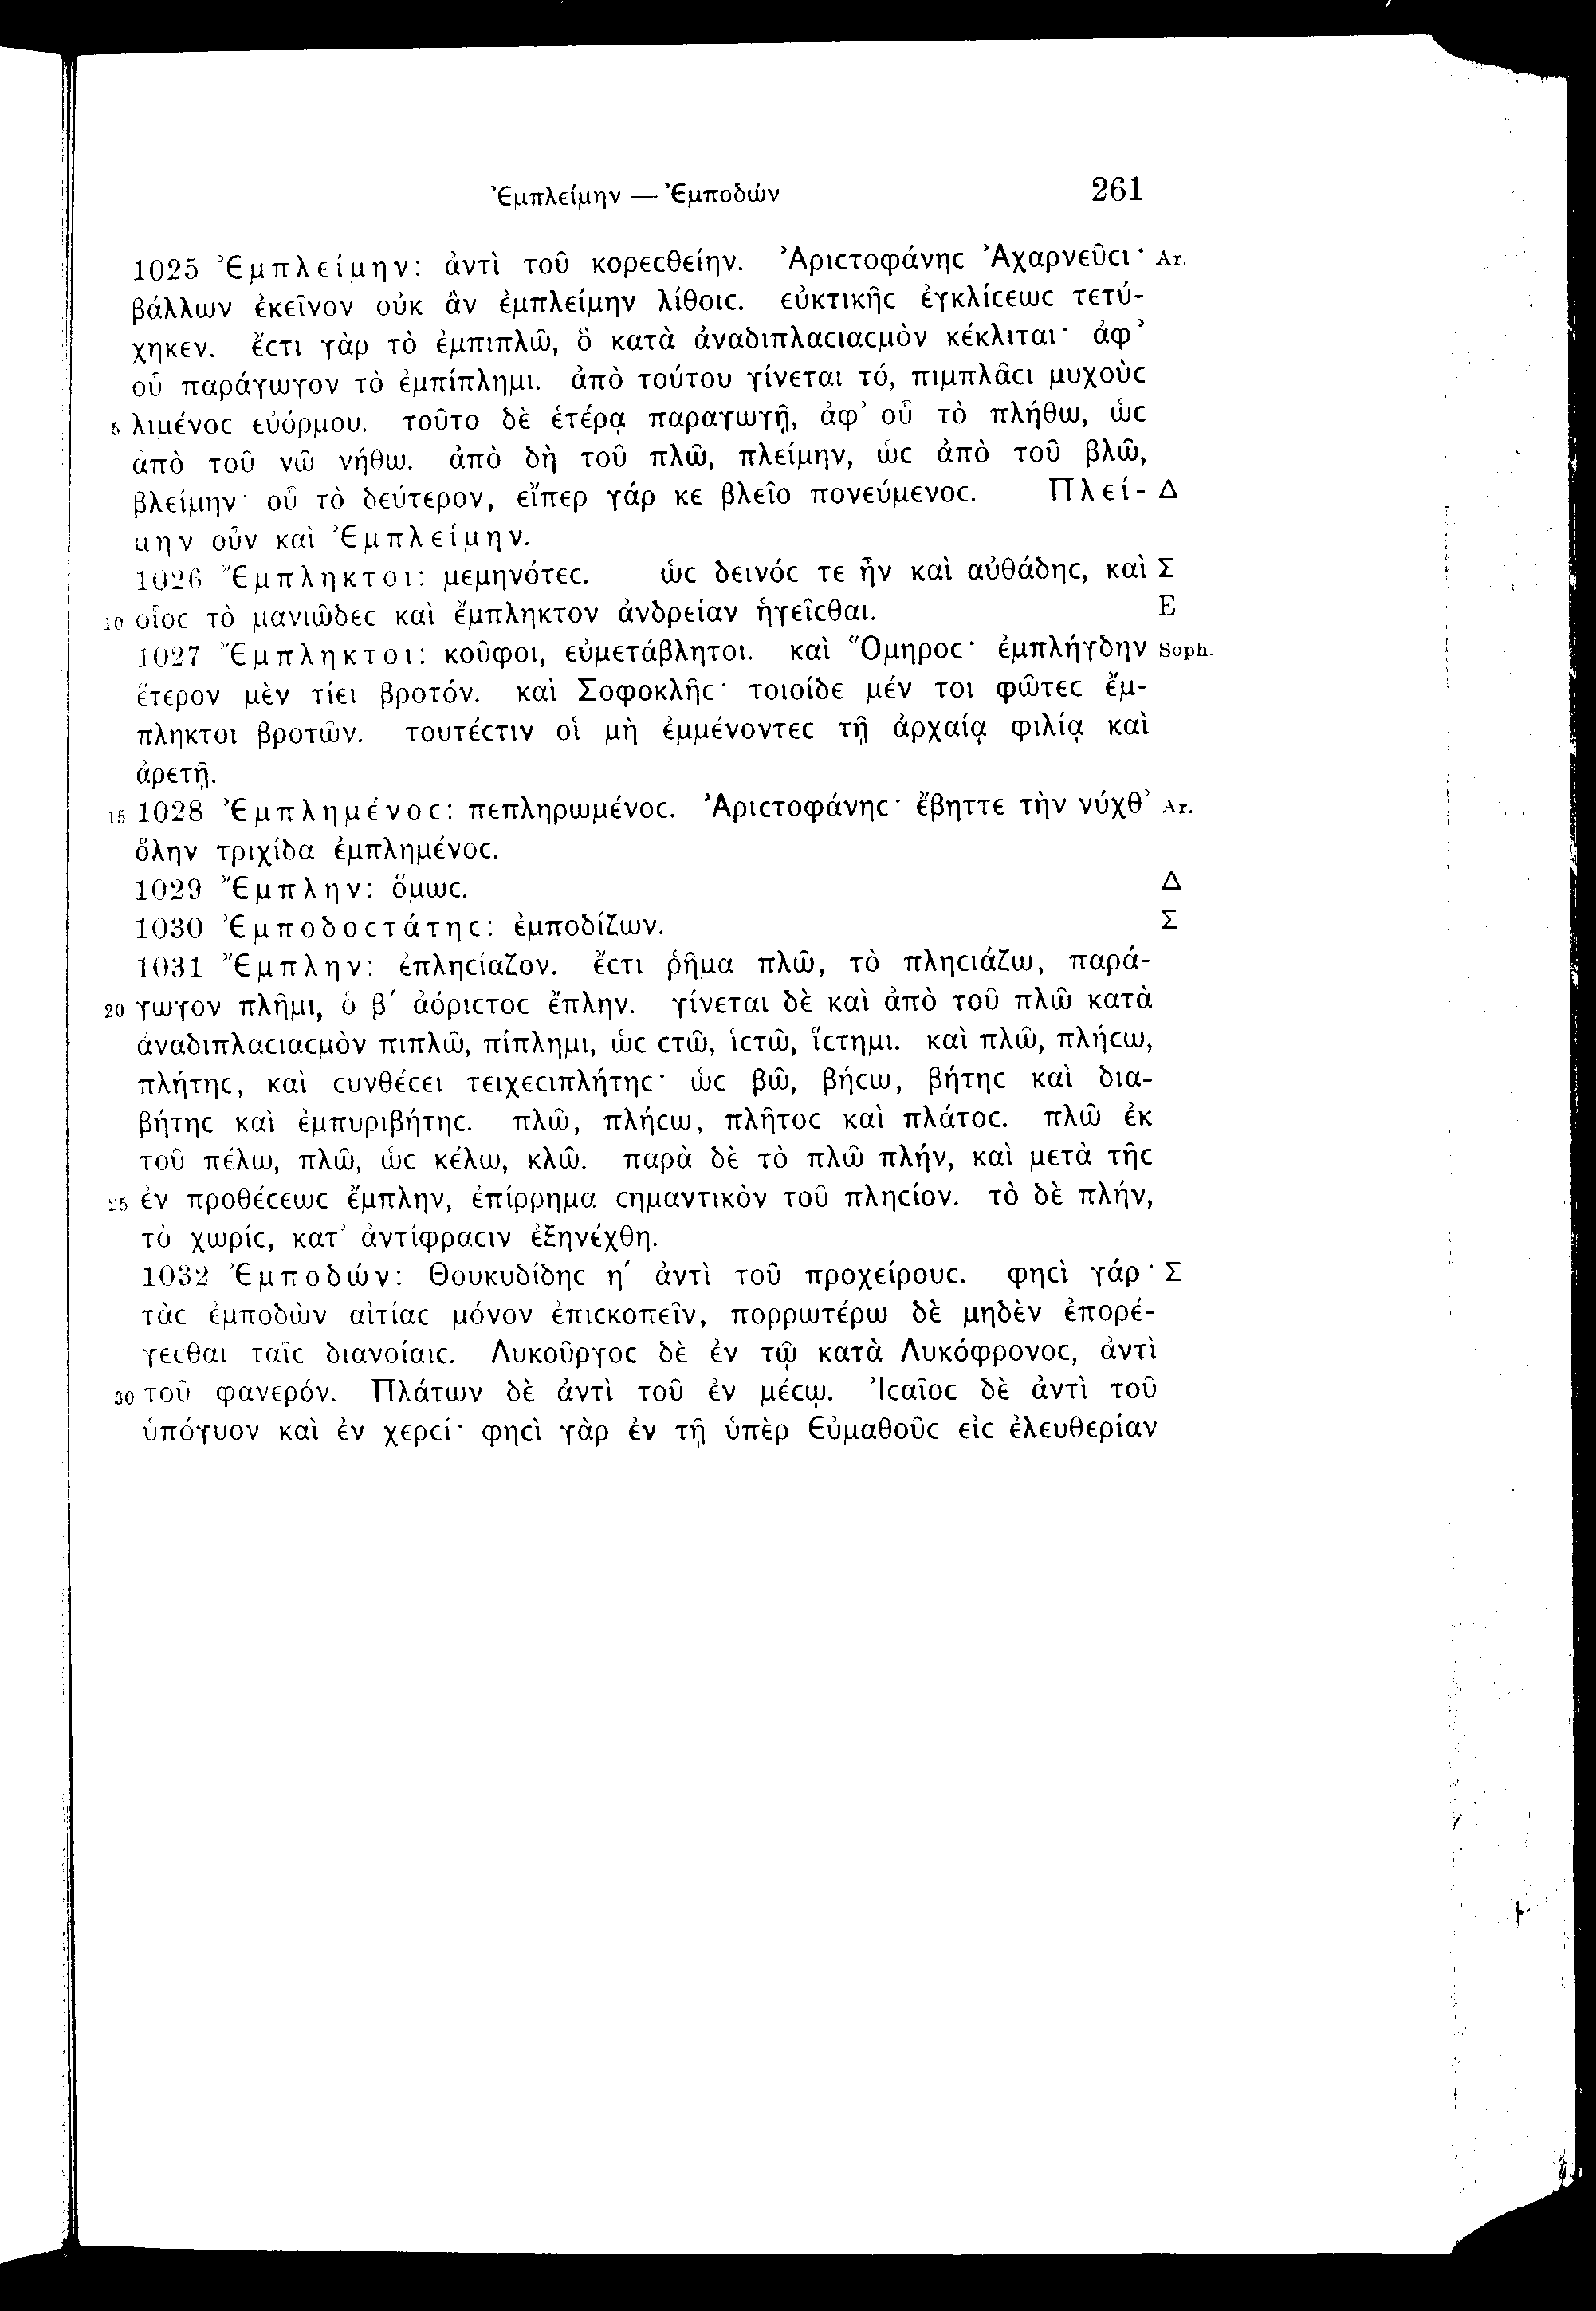 Ἐμπλείμην — Ἐμποδών 261
1025 Ἐμπλείμην: ἀντὶ τοῦ κορεϲθείην. Ἀριϲτοφάνηϲ Ἀχαρνεῦϲι· Ar.
βάλλων ἐκεῖνον οὐκ ἂν ἐμπλείμην λίθοιϲ. εὐκτικῆϲ ἐγκλίϲεωϲ τετύ-
χηκεν. ἔϲτι γὰρ τὸ ἐμπιπλῶ, ὃ κατὰ ἀναδιπλαϲιαϲμὸν κέκλιται· ἀφ’
οὗ παράγωγον τὸ ἐμπίπλημι. ἀπὸ τούτου γίνεται τό, πιμπλᾶϲι μυχοὺϲ
5 λιμένοϲ εὐόρμου. τοῦτο δὲ ἑτέρᾳ παραγωγῇ, ἀφ’ οὗ τὸ πλήθω, ὡϲ
ἀπὸ τοῦ νῶ νήθω. ἀπὸ δὴ τοῦ πλῶ, πλείμην, ὡϲ ἀπὸ τοῦ βλῶ,
βλείμην· οὗ τὸ δεύτερον, εἴπερ γάρ κε βλεῖο πονεύμενοϲ. Πλεί- Δ
μην οὖν καὶ Ἐμπλείμην.
1026 Ἔμπληκτοι: μεμηνότεϲ. ὡϲ δεινόϲ τε ἦν καὶ αὐθάδηϲ, καὶ Σ
10 οἷοϲ τὸ μανιῶδεϲ καὶ ἔμπληκτον ἀνδρείαν ἡγεῖϲθαι. E
1027 Ἔμπληκτοι: κοῦφοι, εὐμετάβλητοι. καὶ Ὅμηροϲ· ἐμπλήγδην Soph.
ἕτερον μὲν τίει βροτόν. καὶ Σοφοκλῆϲ· τοιοίδε μέν τοι φῶτεϲ ἔμ-
πληκτοι βροτῶν. τουτέϲτιν οἱ μὴ ἐμμένοντεϲ τῇ ἀρχαίᾳ φιλίᾳ καὶ
ἀρετῇ.
15 1028 Ἐμπλημένοϲ: πεπληρωμένοϲ. Ἀριϲτοφάνηϲ· ἔβηττε τὴν νύχθ’ Ar.
ὅλην τριχίδα ἐμπλημένοϲ.
1029 Ἔμπλην: ὅμωϲ. Δ
1030 Ἐμποδοϲτάτηϲ: ἐμποδίζων. Σ
1031 Ἔμπλην: ἐπληϲίαζον. ἔϲτι ῥῆμα πλῶ, τὸ πληϲιάζω, παρά-
20 γωγον πλῆμι, ὁ β′ ἀόριϲτοϲ ἔπλην. γίνεται δὲ καὶ ἀπὸ τοῦ πλῶ κατὰ
ἀναδιπλαϲιαϲμὸν πιπλῶ, πίπλημι, ὡϲ ϲτῶ, ἱϲτῶ, ἵϲτημι. καὶ πλῶ, πλήϲω,
πλήτηϲ, καὶ ϲυνθέϲει τειχεϲιπλήτηϲ· ὡϲ βῶ, βήϲω, βήτηϲ καὶ δια-
βήτηϲ καὶ ἐμπυριβήτηϲ. πλῶ, πλήϲω, πλῆτοϲ καὶ πλάτοϲ. πλῶ ἐκ
τοῦ πέλω, πλῶ, ὡϲ κέλω, κλῶ. παρὰ δὲ τὸ πλῶ πλήν, καὶ μετὰ τῆϲ
25 ἐν προθέϲεωϲ ἔμπλην, ἐπίρρημα ϲημαντικὸν τοῦ πληϲίον. τὸ δὲ πλήν,
τὸ χωρίϲ, κατ’ ἀντίφραϲιν ἐξηνέχθη.
1032 Ἐμποδών: Θουκυδίδηϲ η′ ἀντὶ τοῦ προχείρουϲ. φηϲὶ γάρ· Σ
τὰϲ ἐμποδὼν αἰτίαϲ μόνον ἐπιϲκοπεῖν, πορρωτέρω δὲ μηδὲν ἐπορέ-
γεϲθαι ταῖϲ διανοίαιϲ. Λυκοῦργοϲ δὲ ἐν τῷ κατὰ Λυκόφρονοϲ, ἀντὶ
30 τοῦ φανερόν. Πλάτων δὲ ἀντὶ τοῦ ἐν μέϲῳ. Ἰϲαῖοϲ δὲ ἀντὶ τοῦ
ὑπόγυον καὶ ἐν χερϲί· φηϲὶ γὰρ ἐν τῇ ὑπὲρ Εὐμαθοῦϲ εἰϲ ἐλευθερίαν